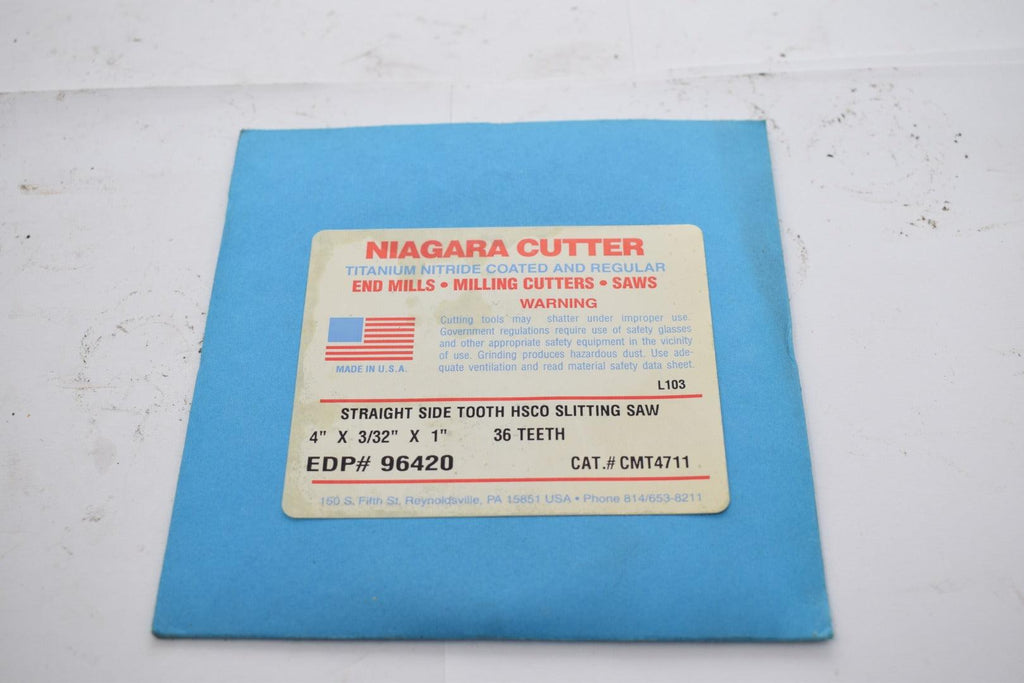 NIAGARA CUTTER
TITANIUM NITRIDE COATED AND REGULAR
END MILLS • MILLING CUTTERS • SAWS
WARNING
Cutting tools may shatter under improper use.
Government regulations require use of safety glasses
and other appropriate safety equipment in the vicinity
of use. Grinding produces hazardous dust. Use ade-
quate ventilation and read material safety data sheet.
MADE IN U.S.A.
L103
STRAIGHT SIDE TOOTH HSCO SLITTING SAW
4" X 3/32" X 1" 36 TEETH
EDP# 96420 CAT.# CMT4711
150 S. Fifth St. Reynoldsville, PA 15851 USA • Phone 814/653-8211